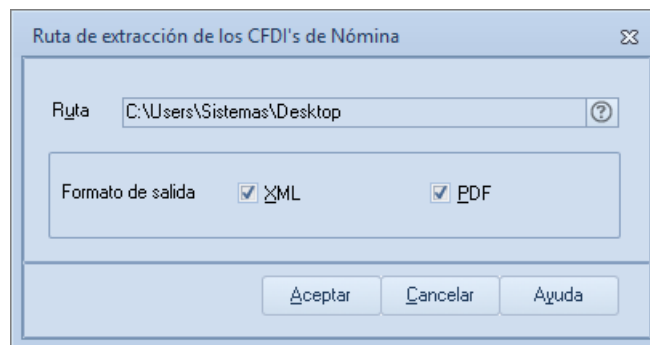 Ruta de extracción de los CFDI's de Nómina
Ruta C:\Users\Sistemas\Desktop ?
Formato de salida XML PDF
Aceptar Cancelar Ayuda